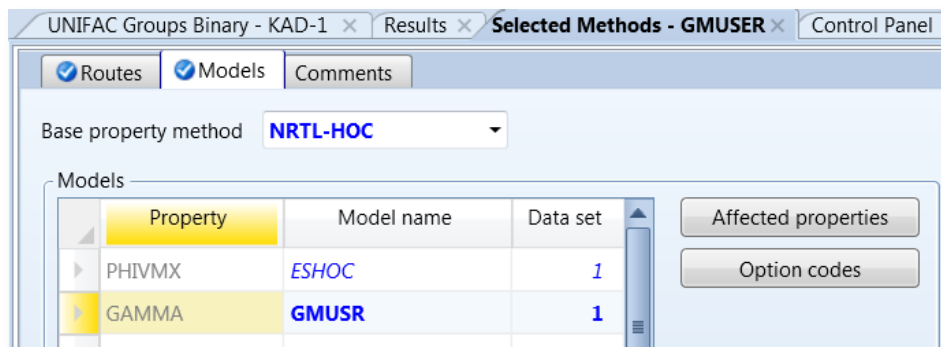 UNIFAC Groups Binary - KAD-1 × Results × Selected Methods - GMUSER × Control Panel
Routes Models Comments
Base property method NRTL-HOC
Models
Property Model name Data set Affected properties
PHIVMX ESHOC 1 Option codes
GAMMA GMUSR 1